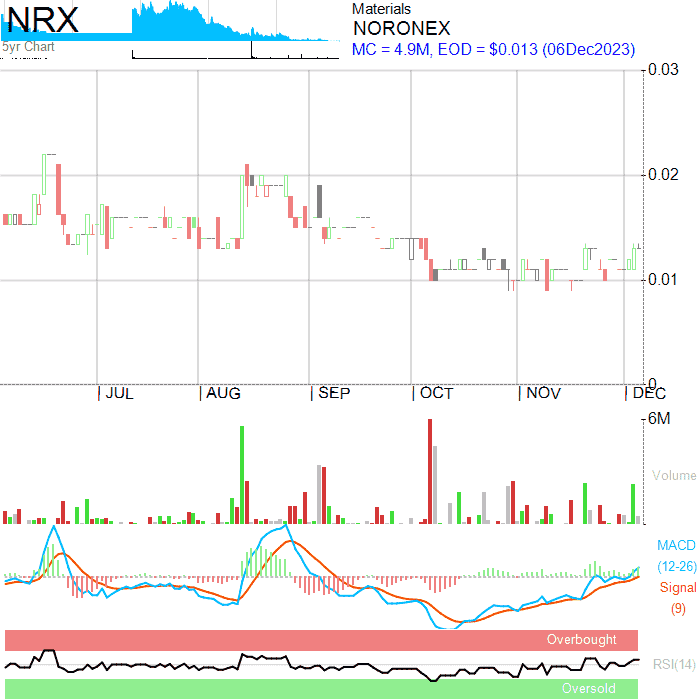 NRX
5yr Chart
Materials
NORONEX
MC = 4.9M, EOD = $0.013 (06Dec2023)
0.03
0.02
0.01
0
JUL
AUG
SEP
OCT
NOV
DEC
6M
Volume
MACD
(12-26)
Signal
(9)
Overbought
RSI(14)
Oversold